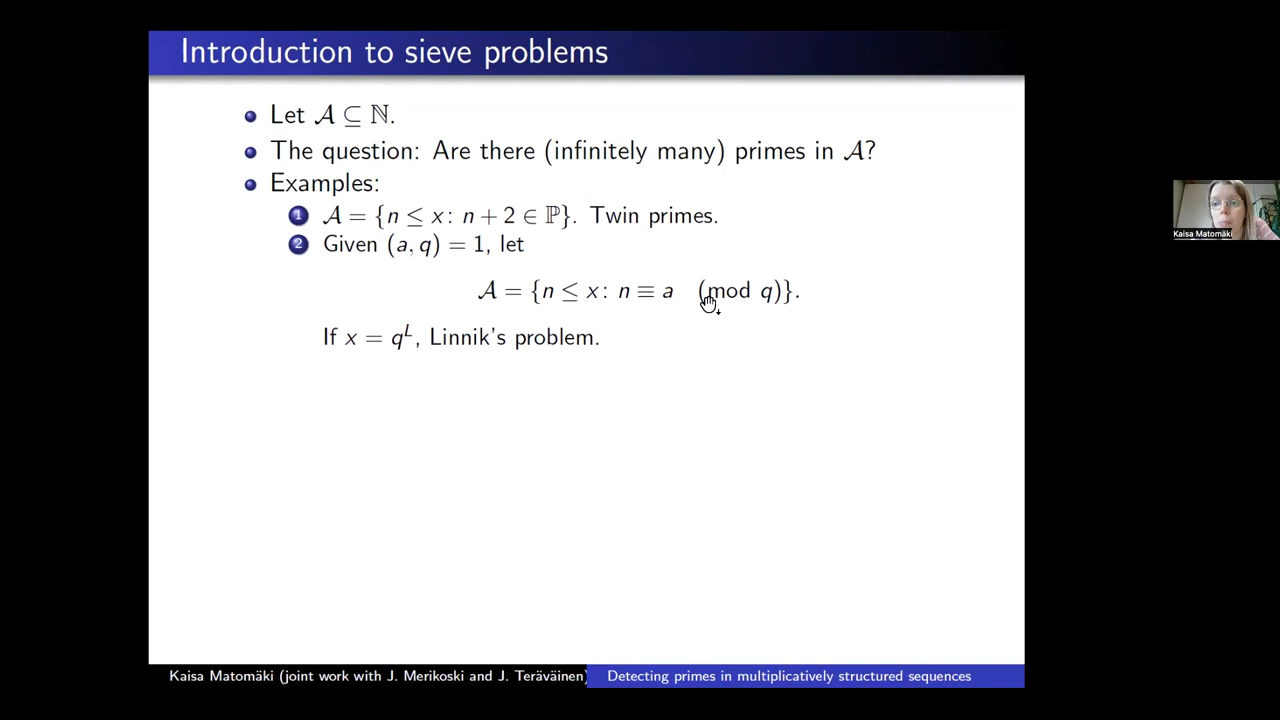 Introduction to sieve problems
Let 𝒜 ⊆ ℕ.
The question: Are there (infinitely many) primes in 𝒜?
Examples:
1 𝒜 = {n ≤ x: n + 2 ∈ ℙ}. Twin primes.
2 Given (a, q) = 1, let
𝒜 = {n ≤ x: n ≡ a (mod q)}.
If x = q^L, Linnik's problem.
Kaisa Matomäki
Kaisa Matomäki (joint work with J. Merikoski and J. Teräväinen)
Detecting primes in multiplicatively structured sequences